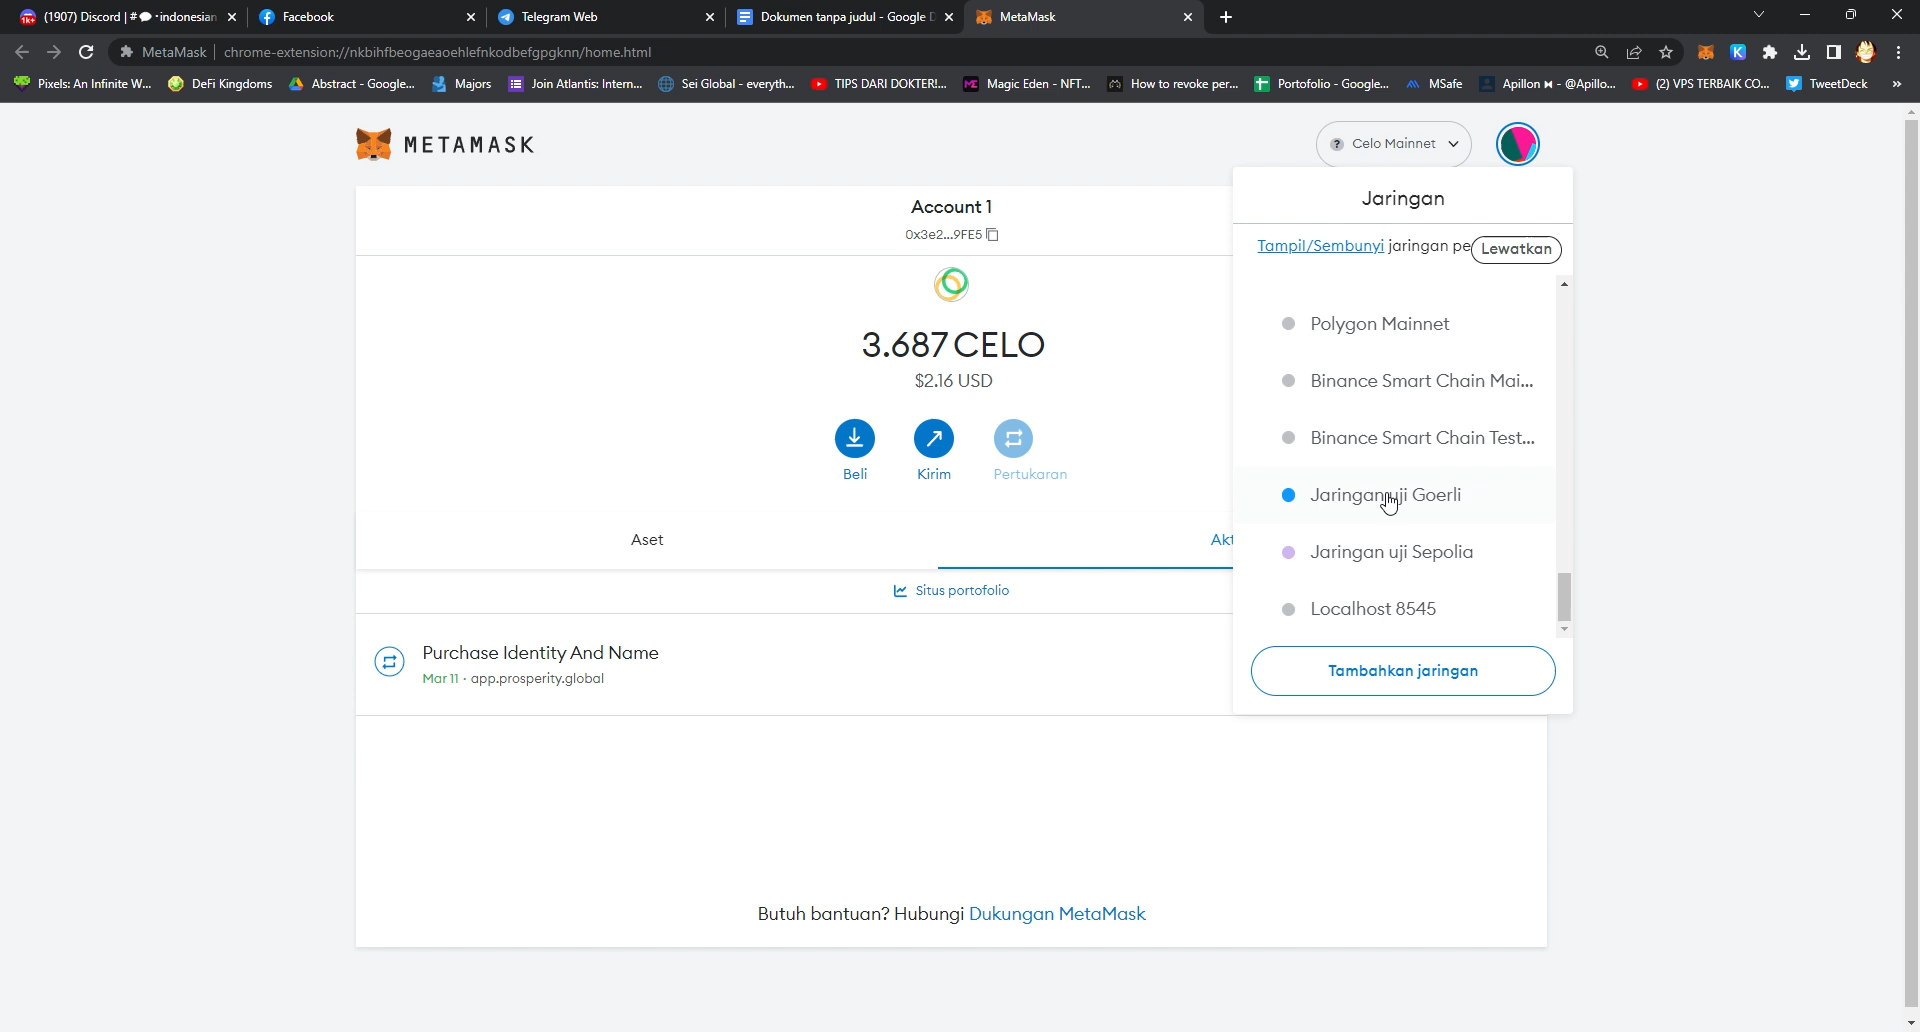 (1907) Discord | #💬・indonesian
Facebook
Telegram Web
Dokumen tanpa judul - Google D
MetaMask
MetaMask | chrome-extension://nkbihfbeogaeaoehlefnkodbefgpgknn/home.html
Pixels: An Infinite W...
DeFi Kingdoms
Abstract - Google...
Majors
Join Atlantis: Intern...
Sei Global - everyth...
TIPS DARI DOKTER!...
Magic Eden - NFT...
How to revoke per...
Portofolio - Google...
MSafe
Apillon ⧓ - @Apillo...
(2) VPS TERBAIK CO...
TweetDeck
»
METAMASK
Celo Mainnet
Account 1
0x3e2...9FE5
3.687 CELO
$2.16 USD
Beli
Kirim
Pertukaran
Aset
Akt
Situs portofolio
Purchase Identity And Name
Mar 11 · app.prosperity.global
Butuh bantuan? Hubungi Dukungan MetaMask
Jaringan
Tampil/Sembunyi jaringan pe
Lewatkan
Polygon Mainnet
Binance Smart Chain Mai...
Binance Smart Chain Test...
Jaringan uji Goerli
Jaringan uji Sepolia
Localhost 8545
Tambahkan jaringan